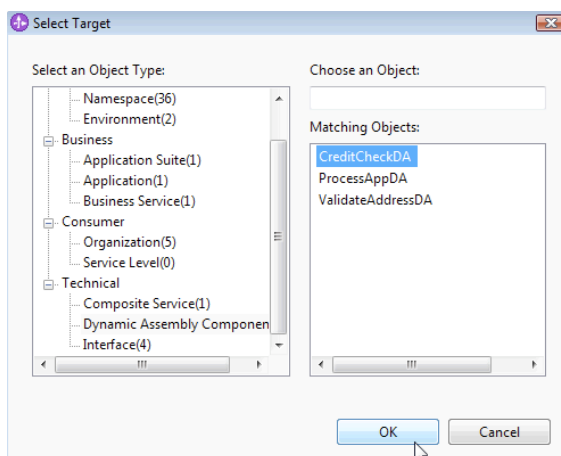 Select Target
Select an Object Type:
Namespace(36)
Environment(2)
Business
Application Suite(1)
Application(1)
Business Service(1)
Consumer
Organization(5)
Service Level(0)
Technical
Composite Service(1)
Dynamic Assembly Componen
Interface(4)
Choose an Object:
Matching Objects:
CreditCheckDA
ProcessAppDA
ValidateAddressDA
OK
Cancel